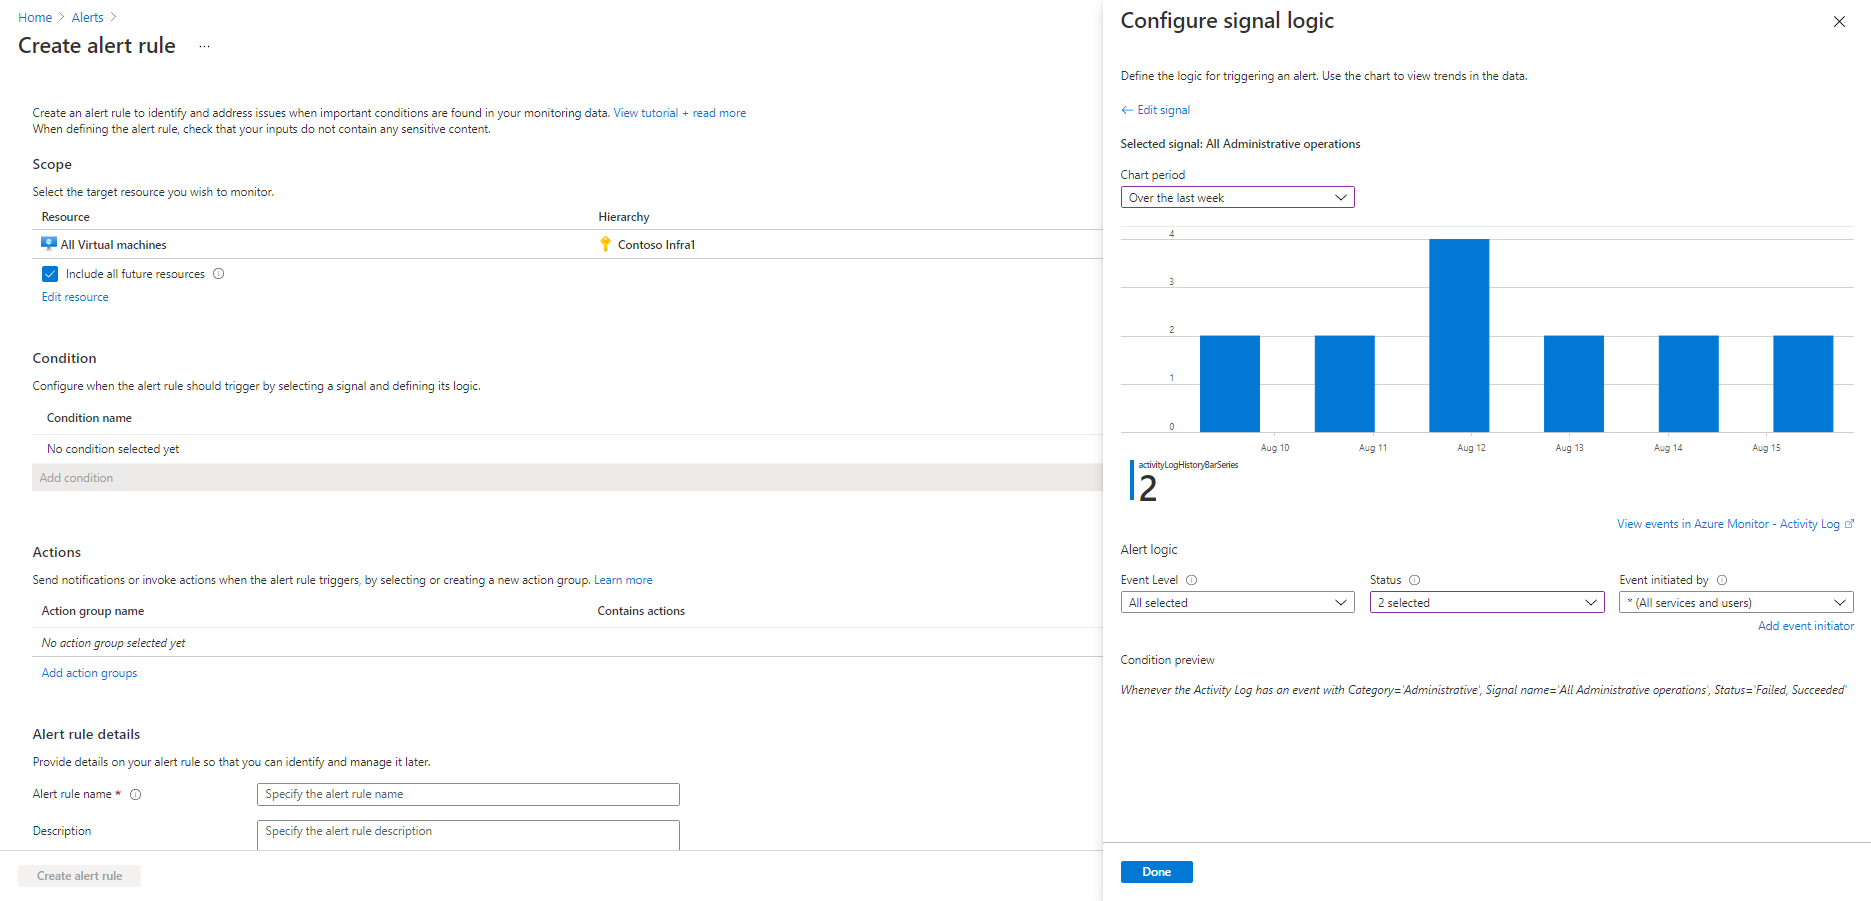 Home > Alerts >
Create alert rule ...
Create an alert rule to identify and address issues when important conditions are found in your monitoring data. View tutorial + read more
When defining the alert rule, check that your inputs do not contain any sensitive content.
Scope
Select the target resource you wish to monitor.
Resource Hierarchy
All Virtual machines Contoso Infra1
Include all future resources
Edit resource
Condition
Configure when the alert rule should trigger by selecting a signal and defining its logic.
Condition name
No condition selected yet
Add condition
Actions
Send notifications or invoke actions when the alert rule triggers, by selecting or creating a new action group. Learn more
Action group name Contains actions
No action group selected yet
Add action groups
Alert rule details
Provide details on your alert rule so that you can identify and manage it later.
Alert rule name * Specify the alert rule name
Description Specify the alert rule description
Create alert rule
Configure signal logic
Define the logic for triggering an alert. Use the chart to view trends in the data.
← Edit signal
Selected signal: All Administrative operations
Chart period
Over the last week
4
3
2
1
0
Aug 10 Aug 11 Aug 12 Aug 13 Aug 14 Aug 15
activityLogHistoryBarSeries
2
View events in Azure Monitor - Activity Log
Alert logic
Event Level Status Event initiated by
All selected 2 selected * (All services and users)
Add event initiator
Condition preview
Whenever the Activity Log has an event with Category='Administrative', Signal name='All Administrative operations', Status='Failed, Succeeded'
Done